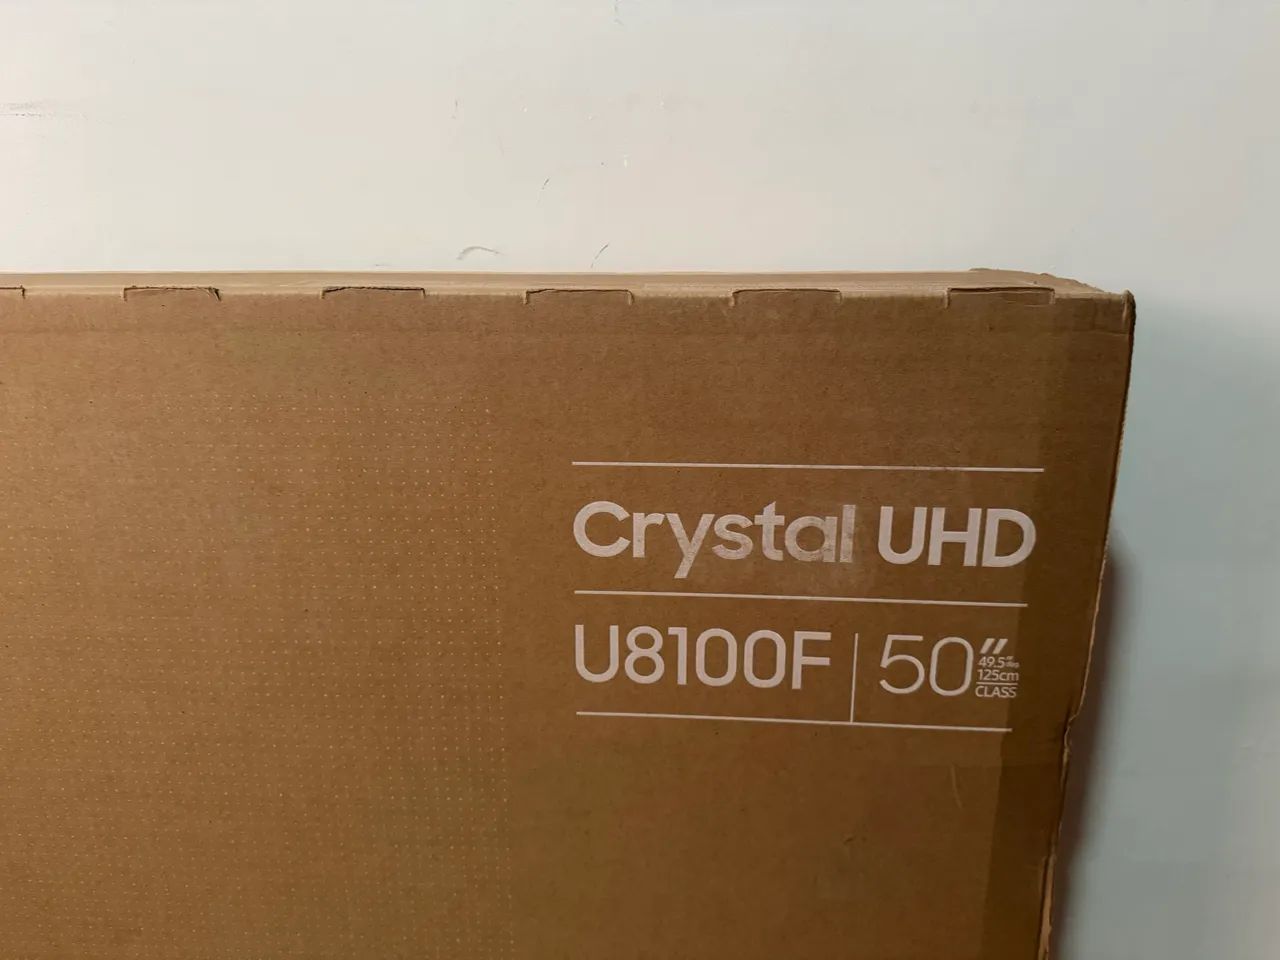 Crystal UHD
U8100F
50"
49.5"
125cm
CLASS